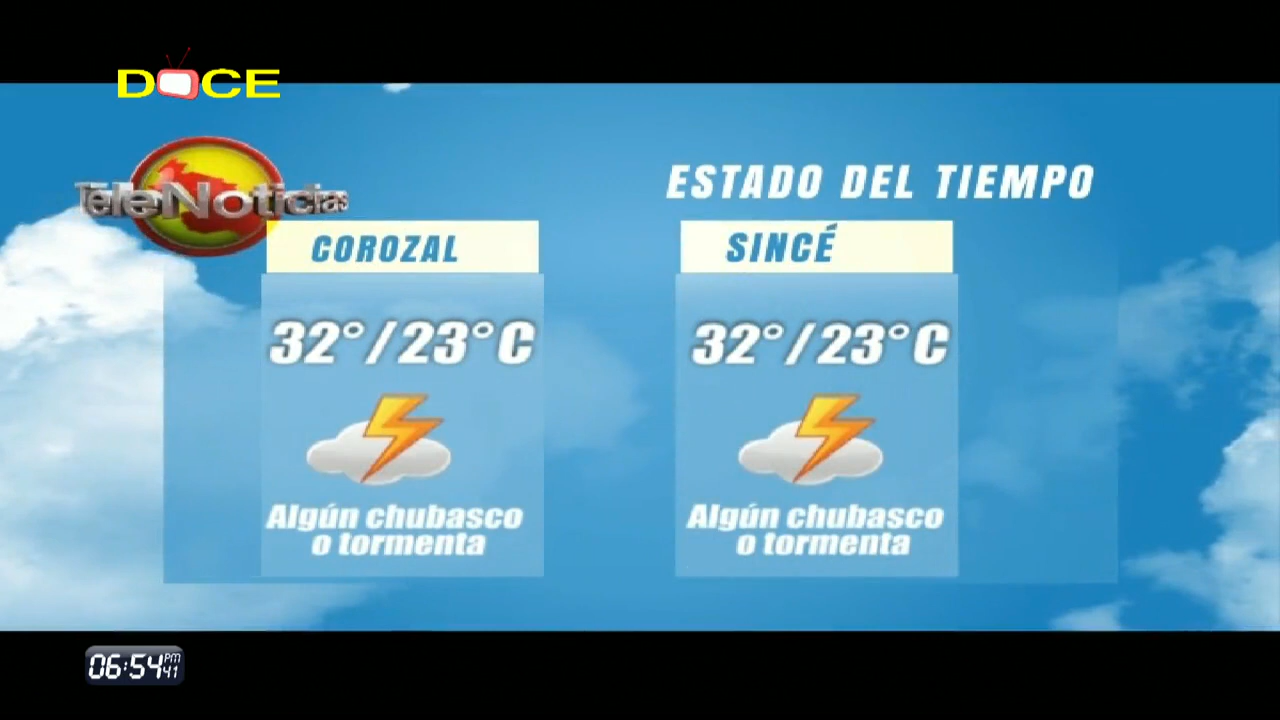 DOCE
TeleNoticias
ESTADO DEL TIEMPO
COROZAL
SINCÉ
32°/23°C
32°/23°C
Algún chubasco
o tormenta
Algún chubasco
o tormenta
06:54 PM
41